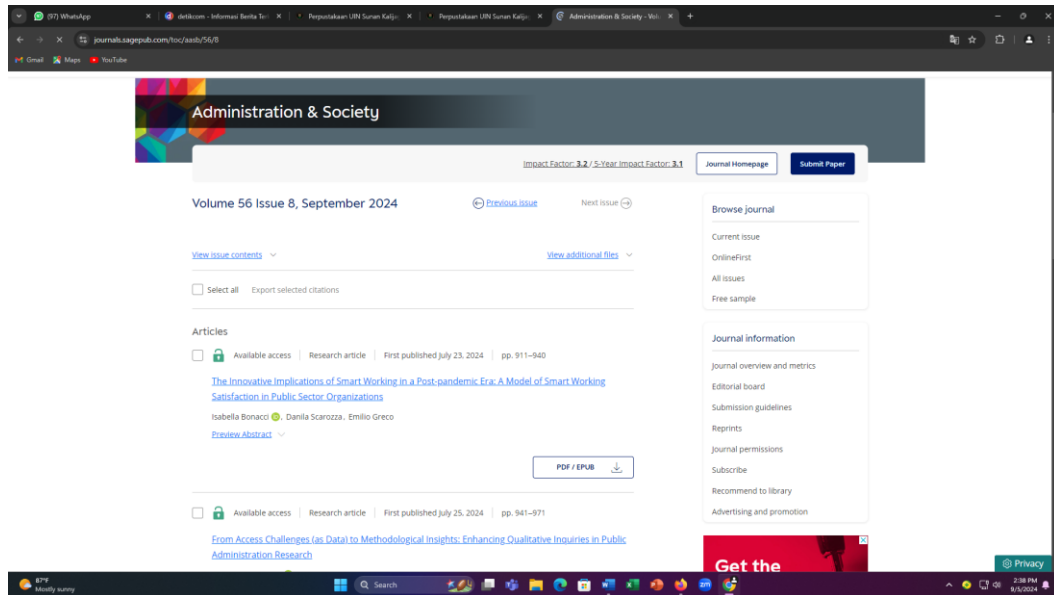 (97) WhatsApp
detikcom - Informasi Berita Ter
Perpustakaan UIN Sunan Kalijag
Perpustakaan UIN Sunan Kalijag
Administration & Society - Vol
journals.sagepub.com/toc/aasb/56/8
Gmail Maps YouTube
Administration & Society
Impact Factor: 3.2 / 5-Year Impact Factor: 3.1
Journal Homepage
Submit Paper
Volume 56 Issue 8, September 2024
Previous issue
Next issue
View issue contents
View additional files
Select all Export selected citations
Articles
Available access Research article First published July 23, 2024 pp. 911–940
The Innovative Implications of Smart Working in a Post-pandemic Era: A Model of Smart Working
Satisfaction in Public Sector Organizations
Isabella Bonacci, Danila Scarozza, Emilio Greco
Preview Abstract
PDF / EPUB
Available access Research article First published July 25, 2024 pp. 941–971
From Access Challenges (as Data) to Methodological Insights: Enhancing Qualitative Inquiries in Public
Administration Research
Browse journal
Current issue
OnlineFirst
All issues
Free sample
Journal information
Journal overview and metrics
Editorial board
Submission guidelines
Reprints
Journal permissions
Subscribe
Recommend to library
Advertising and promotion
Get the
Privacy
87°F
Mostly sunny
Search
2:38 PM
9/5/2024